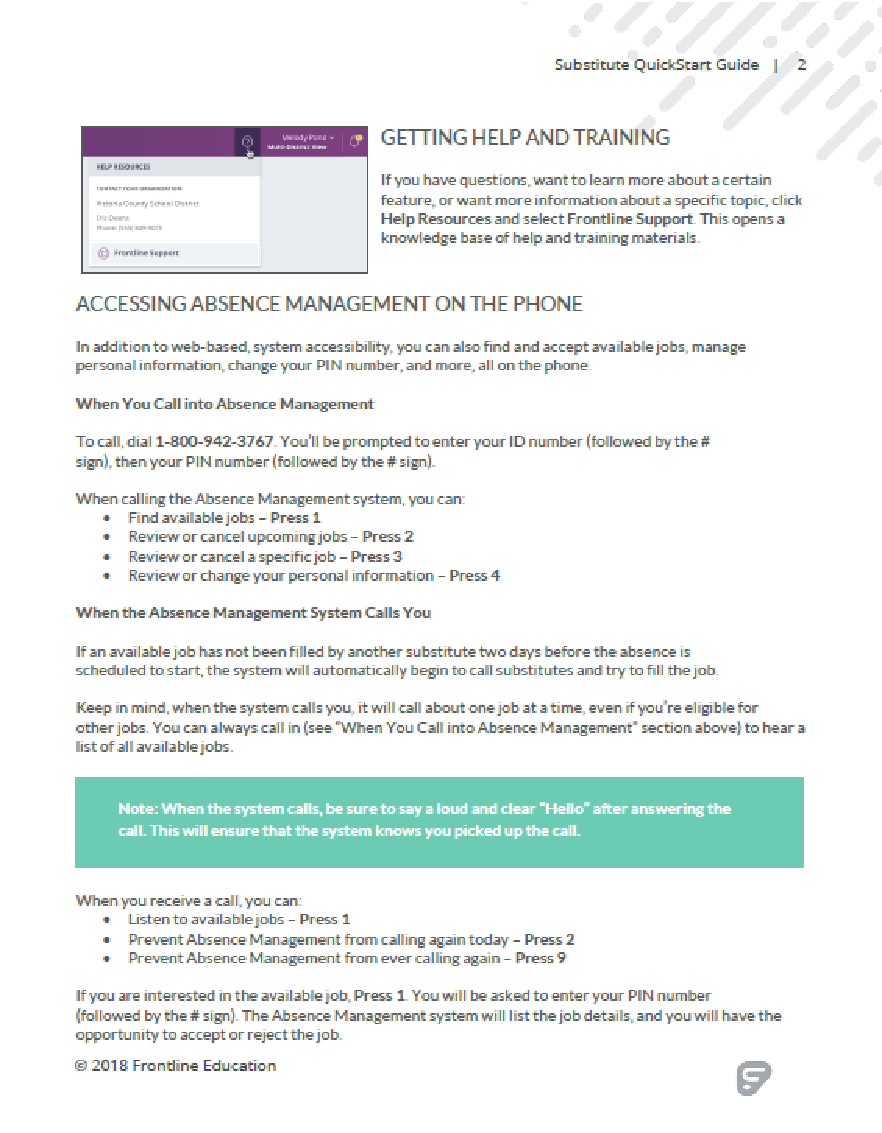 Substitute QuickStart Guide | 2
Melody Pond
Multi-District View
HELP RESOURCES
CONTACT YOUR ORGANIZATION
Victoria County School District
Eric Owens
Frontline Support
GETTING HELP AND TRAINING
If you have questions, want to learn more about a certain
feature, or want more information about a specific topic, click
Help Resources and select Frontline Support. This opens a
knowledge base of help and training materials.
ACCESSING ABSENCE MANAGEMENT ON THE PHONE
In addition to web-based, system accessibility, you can also find and accept available jobs, manage
personal information, change your PIN number, and more, all on the phone.
When You Call into Absence Management
To call, dial 1-800-942-3767. You'll be prompted to enter your ID number (followed by the #
sign), then your PIN number (followed by the # sign).
When calling the Absence Management system, you can:
• Find available jobs – Press 1
• Review or cancel upcoming jobs – Press 2
• Review or cancel a specific job – Press 3
• Review or change your personal information – Press 4
When the Absence Management System Calls You
If an available job has not been filled by another substitute two days before the absence is
scheduled to start, the system will automatically begin to call substitutes and try to fill the job.
Keep in mind, when the system calls you, it will call about one job at a time, even if you're eligible for
other jobs. You can always call in (see "When You Call into Absence Management" section above) to hear a
list of all available jobs.
Note: When the system calls, be sure to say a loud and clear "Hello" after answering the
call. This will ensure that the system knows you picked up the call.
When you receive a call, you can:
• Listen to available jobs – Press 1
• Prevent Absence Management from calling again today – Press 2
• Prevent Absence Management from ever calling again – Press 9
If you are interested in the available job, Press 1. You will be asked to enter your PIN number
(followed by the # sign). The Absence Management system will list the job details, and you will have the
opportunity to accept or reject the job.
© 2018 Frontline Education